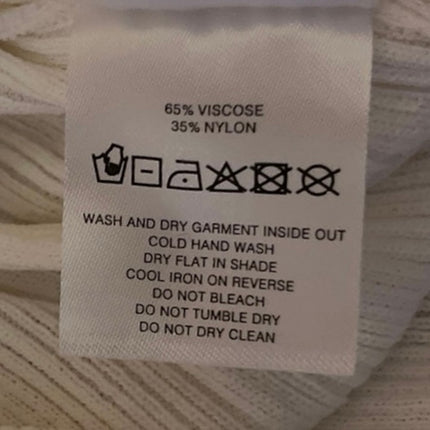 65% VISCOSE
35% NYLON
WASH AND DRY GARMENT INSIDE OUT
COLD HAND WASH
DRY FLAT IN SHADE
COOL IRON ON REVERSE
DO NOT BLEACH
DO NOT TUMBLE DRY
DO NOT DRY CLEAN